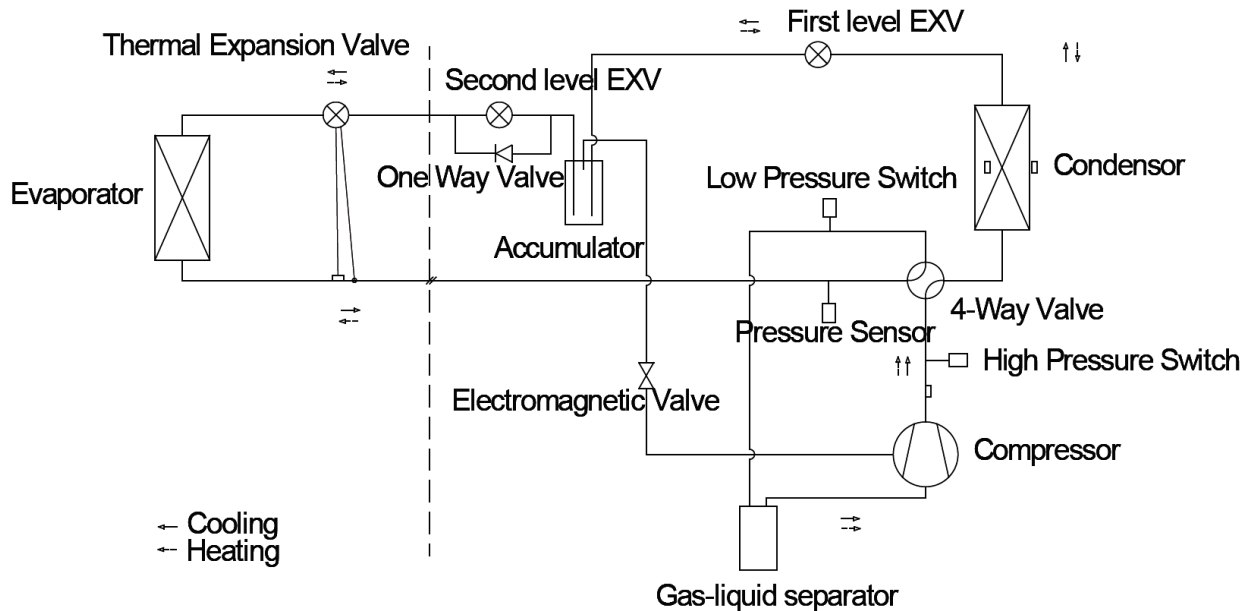 First level EXV
Thermal Expansion Valve
Second level EXV
One Way Valve
Low Pressure Switch
Condensor
Evaporator
Accumulator
4-Way Valve
Pressure Sensor
High Pressure Switch
Electromagnetic Valve
Compressor
Cooling
Heating
Gas-liquid separator